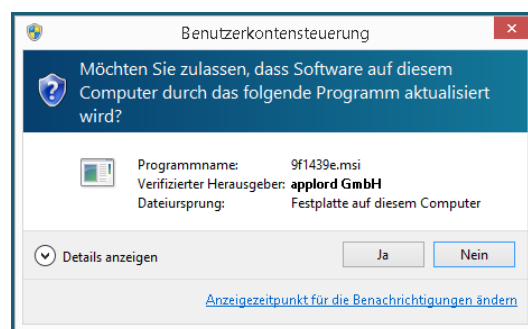 Benutzerkontensteuerung
Möchten Sie zulassen, dass Software auf diesem
Computer durch das folgende Programm aktualisiert
wird?
Programmname: 9f1439e.msi
Verifizierter Herausgeber: applord GmbH
Dateiursprung: Festplatte auf diesem Computer
Details anzeigen Ja Nein
Anzeigezeitpunkt für die Benachrichtigungen ändern